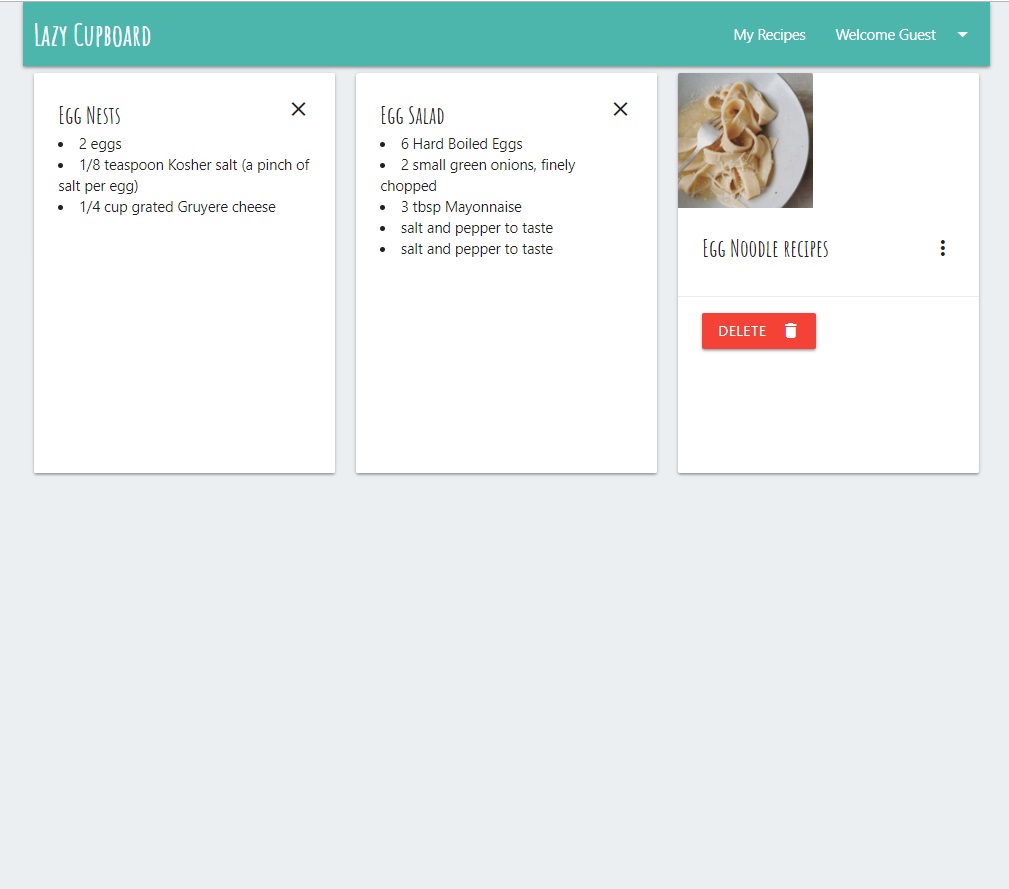 Lazy Cupboard
My Recipes
Welcome Guest
Egg Nests
2 eggs
1/8 teaspoon Kosher salt (a pinch of
salt per egg)
1/4 cup grated Gruyere cheese
Egg Salad
6 Hard Boiled Eggs
2 small green onions, finely
chopped
3 tbsp Mayonnaise
salt and pepper to taste
salt and pepper to taste
Egg Noodle recipes
DELETE